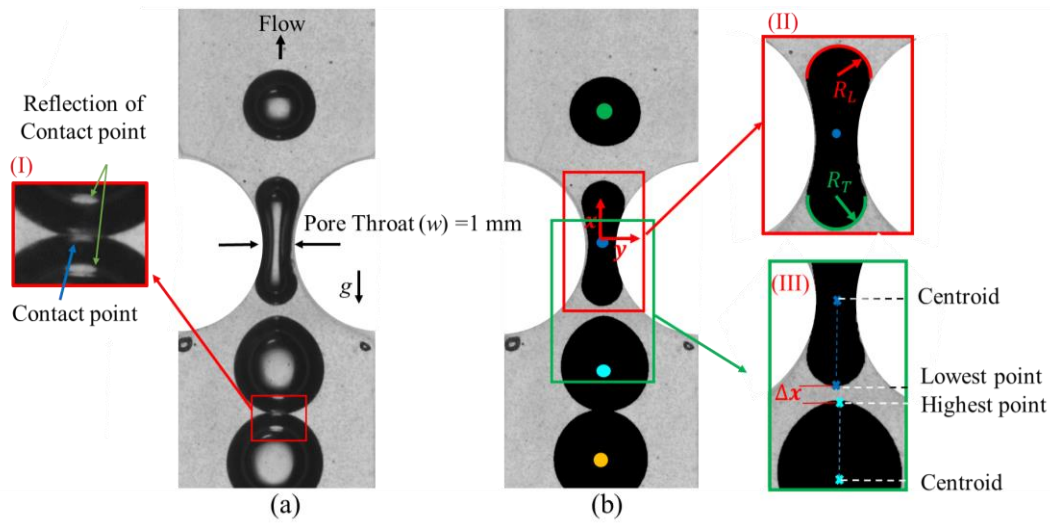 Flow
Reflection of
Contact point
(I)
Contact point
Pore Throat (w) =1 mm
g
(a)
x
y
(b)
(II)
R_L
R_T
(III)
Centroid
Δx
Lowest point
Highest point
Centroid